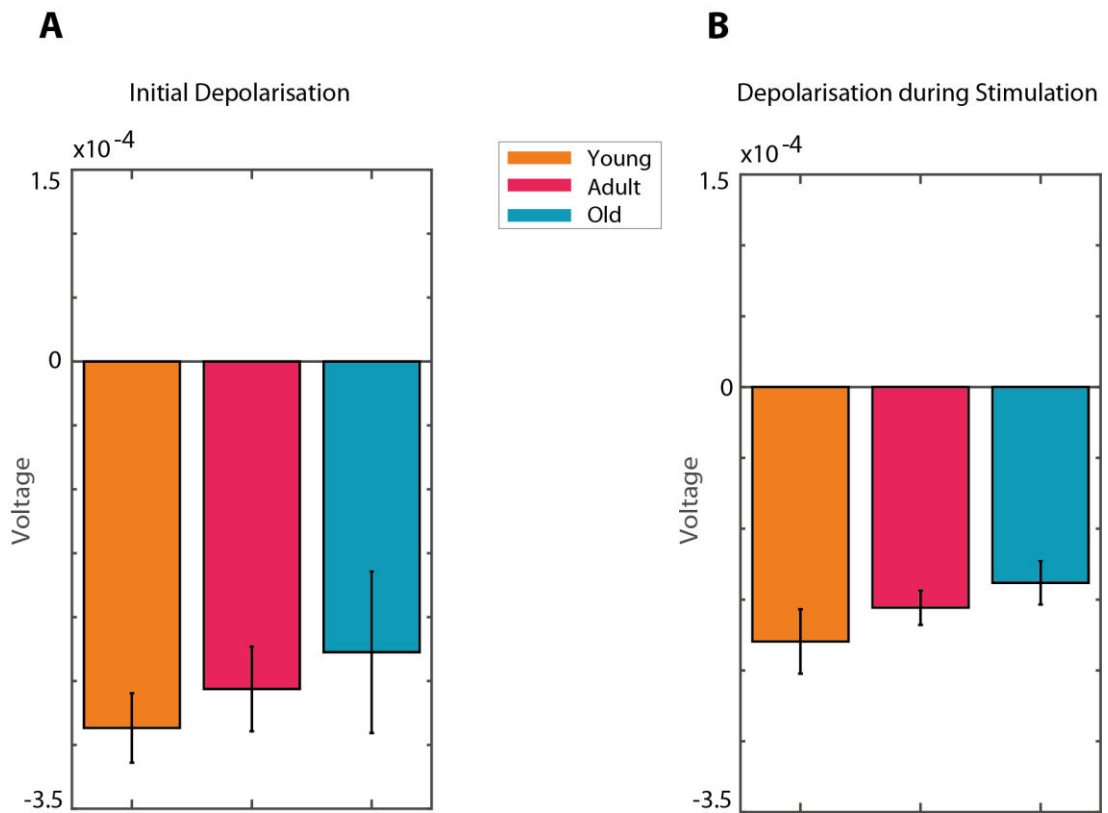 A
B
Initial Depolarisation
Depolarisation during Stimulation
x10 -4
1.5
0
-3.5
Voltage
Young
Adult
Old
x10 -4
1.5
0
-3.5
Voltage